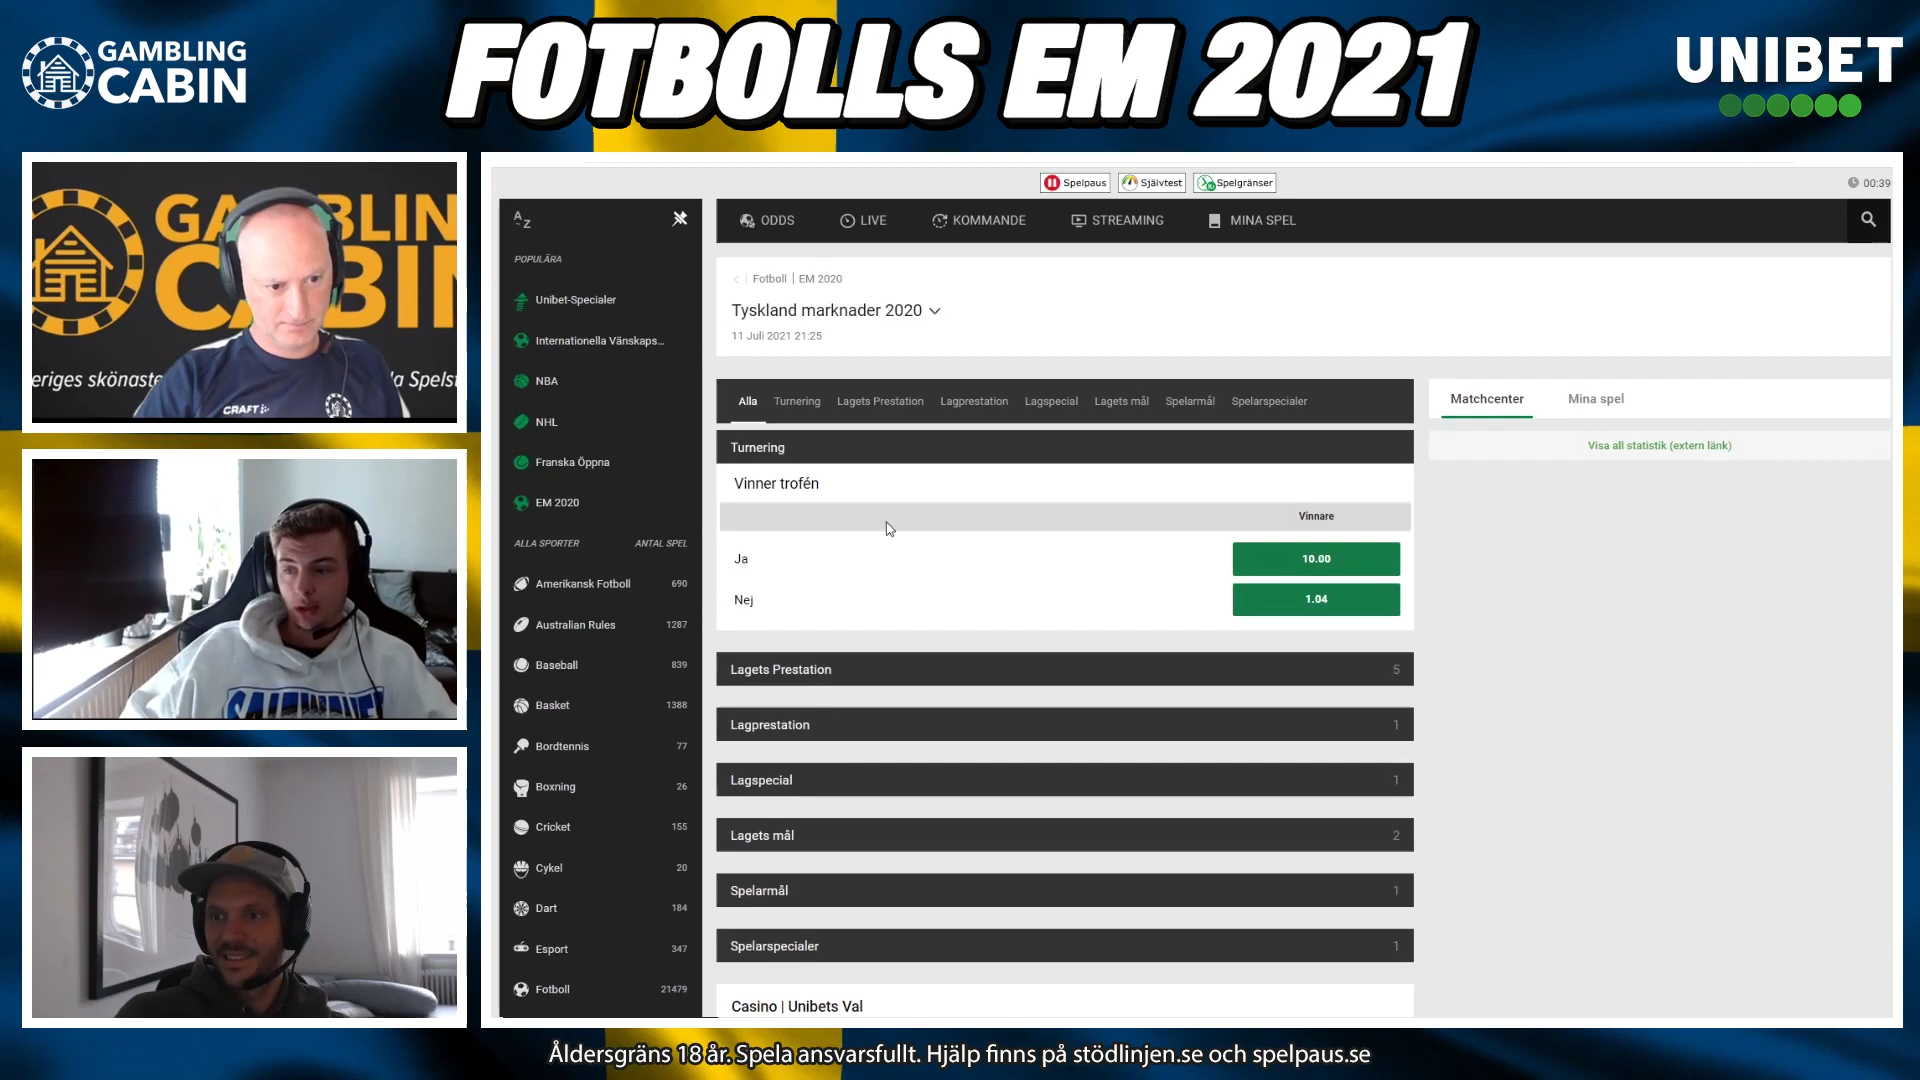 GAMBLING
CABIN
FOTBOLLS EM 2021
UNIBET
Spelpaus
Självtest
Spelgränser
00:39
A
Z
ODDS
LIVE
KOMMANDE
STREAMING
MINA SPEL
POPULÄRA
Unibet-Specialer
Internationella Vänskaps...
NBA
NHL
Franska Öppna
EM 2020
ALLA SPORTER ANTAL SPEL
Amerikansk Fotboll 690
Australian Rules 1287
Baseball 839
Basket 1388
Bordtennis 77
Boxning 26
Cricket 155
Cykel 20
Dart 184
Esport 347
Fotboll 21479
Fotboll | EM 2020
Tyskland marknader 2020
11 Juli 2021 21:25
Alla Turnering Lagets Prestation Lagprestation Lagspecial Lagets mål Spelarmål Spelarspecialer
Turnering
Vinner trofén
Vinnare
Ja 10.00
Nej 1.04
Lagets Prestation 5
Lagprestation 1
Lagspecial 1
Lagets mål 2
Spelarmål 1
Spelarspecialer 1
Casino | Unibets Val
Matchcenter Mina spel
Visa all statistik (extern länk)
CRAFT
eriges skönaste
Åldersgräns 18 år. Spela ansvarsfullt. Hjälp finns på stödlinjen.se och spelpaus.se